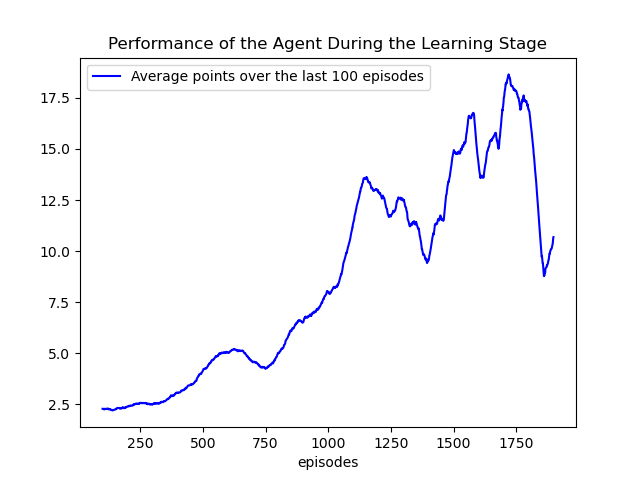 Performance of the Agent During the Learning Stage
Average points over the last 100 episodes
17.5
15.0
12.5
10.0
7.5
5.0
2.5
250 500 750 1000 1250 1500 1750
episodes